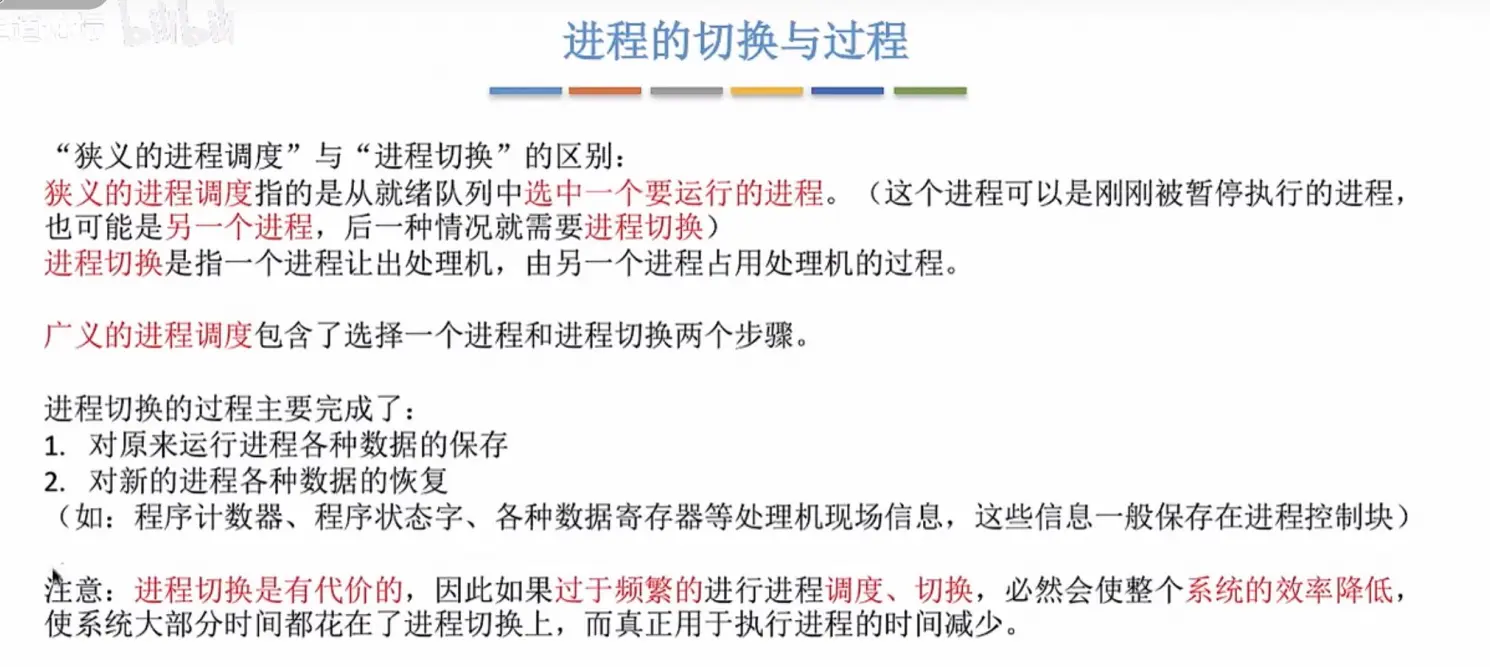 进程的切换与过程
“狭义的进程调度”与“进程切换”的区别：
狭义的进程调度指的是从就绪队列中选中一个要运行的进程。（这个进程可以是刚刚被暂停执行的进程，
也可能是另一个进程，后一种情况就需要进程切换）
进程切换是指一个进程让出处理机，由另一个进程占用处理机的过程。
广义的进程调度包含了选择一个进程和进程切换两个步骤。
进程切换的过程主要完成了：
1. 对原来运行进程各种数据的保存
2. 对新的进程各种数据的恢复
（如：程序计数器、程序状态字、各种数据寄存器等处理机现场信息，这些信息一般保存在进程控制块）
注意：进程切换是有代价的，因此如果过于频繁的进行进程调度、切换，必然会使整个系统的效率降低，
使系统大部分时间都花在了进程切换上，而真正用于执行进程的时间减少。